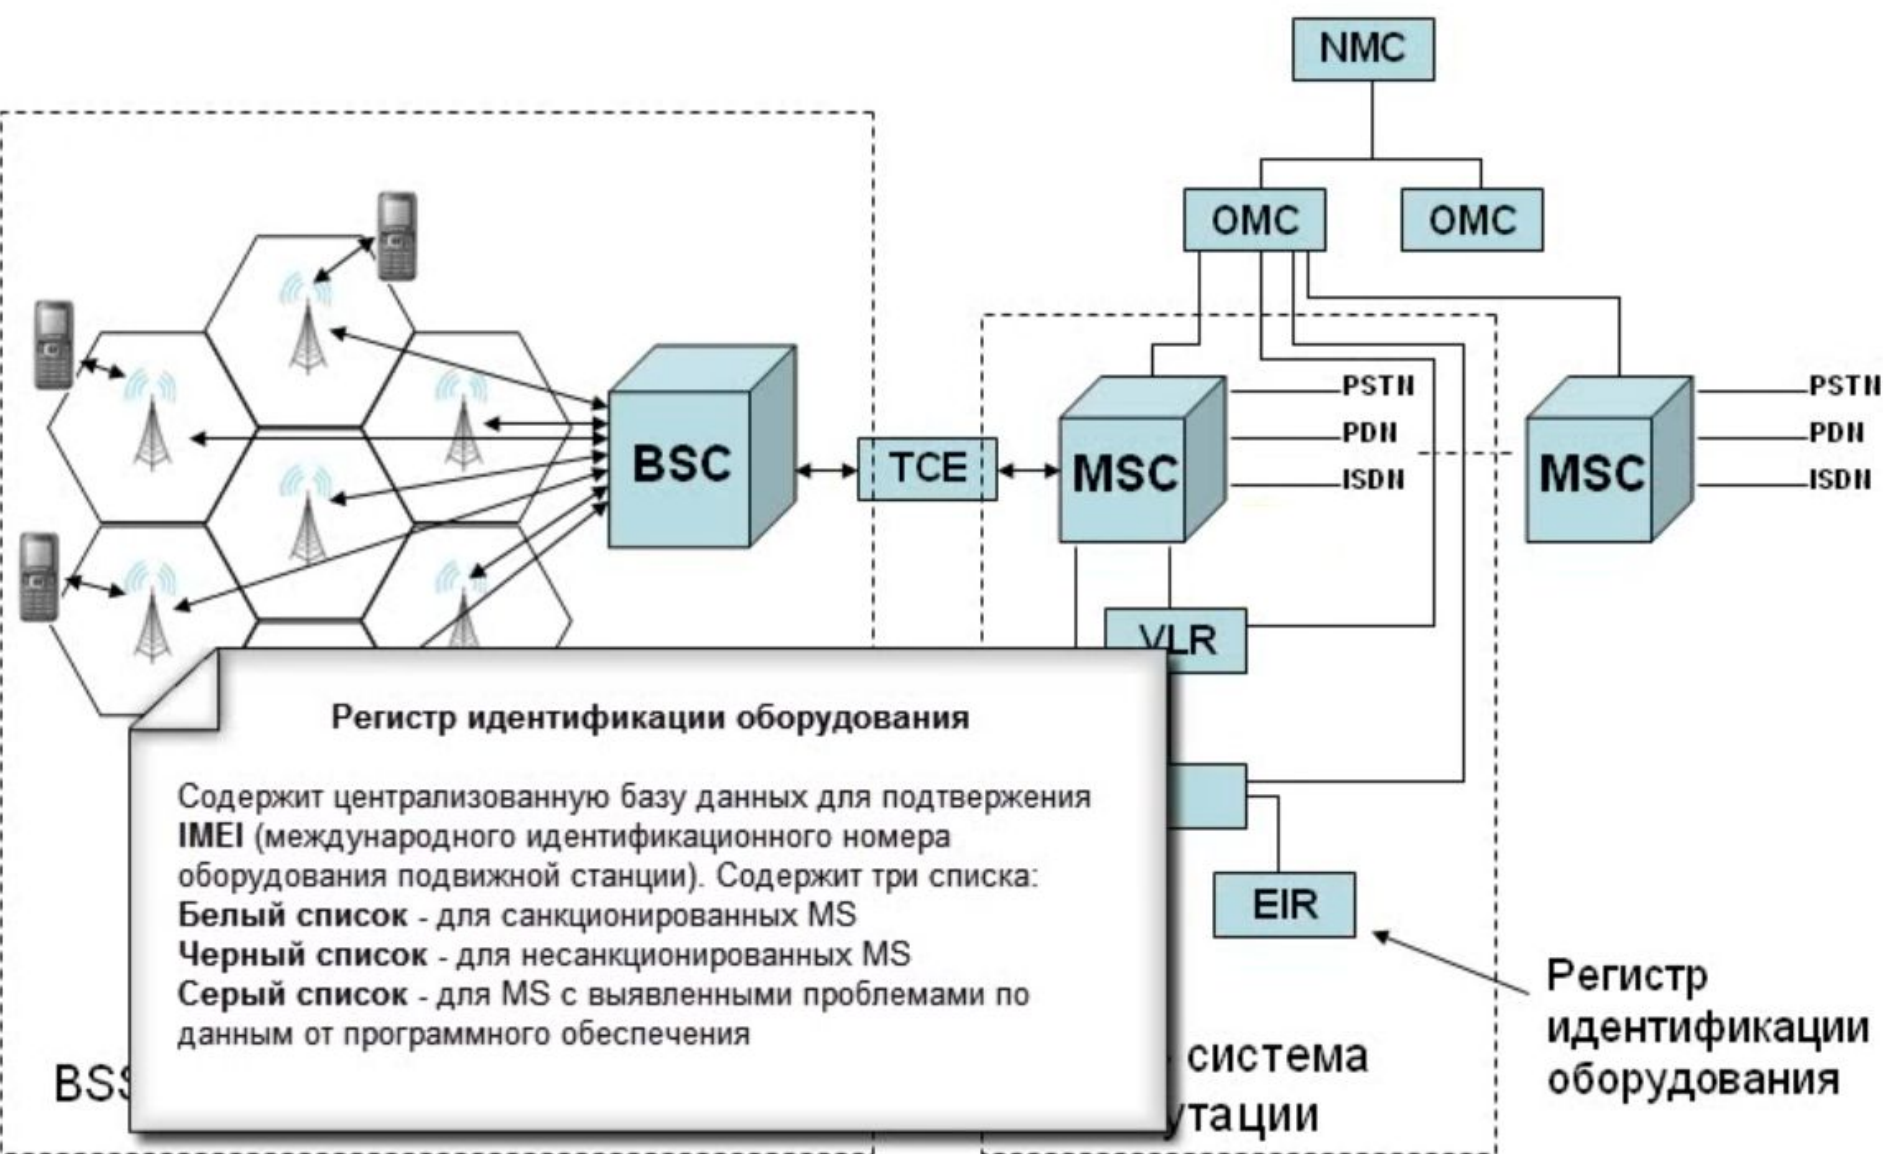 NMC
OMC
OMC
PSTN
PDN
ISDN
PSTN
PDN
ISDN
BSC
TCE
MSC
MSC
VLR
Регистр идентификации оборудования
Содержит централизованную базу данных для подтвержения
IMEI (международного идентификационного номера
оборудования подвижной станции). Содержит три списка:
Белый список - для санкционированных MS
Черный список - для несанкционированных MS
Серый список - для MS с выявленными проблемами по
данным от программного обеспечения
EIR
Регистр
идентификации
оборудования
BSS
система
утации